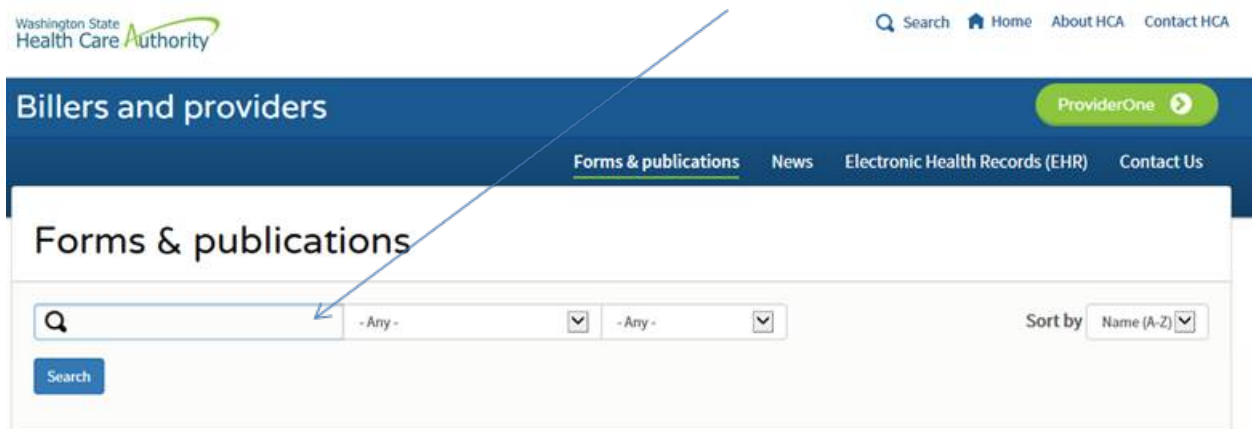 Washington State
Health Care Authority
Search Home About HCA Contact HCA
Billers and providers
ProviderOne
Forms & publications News Electronic Health Records (EHR) Contact Us
Forms & publications
- Any - - Any - Sort by Name (A-Z)
Search